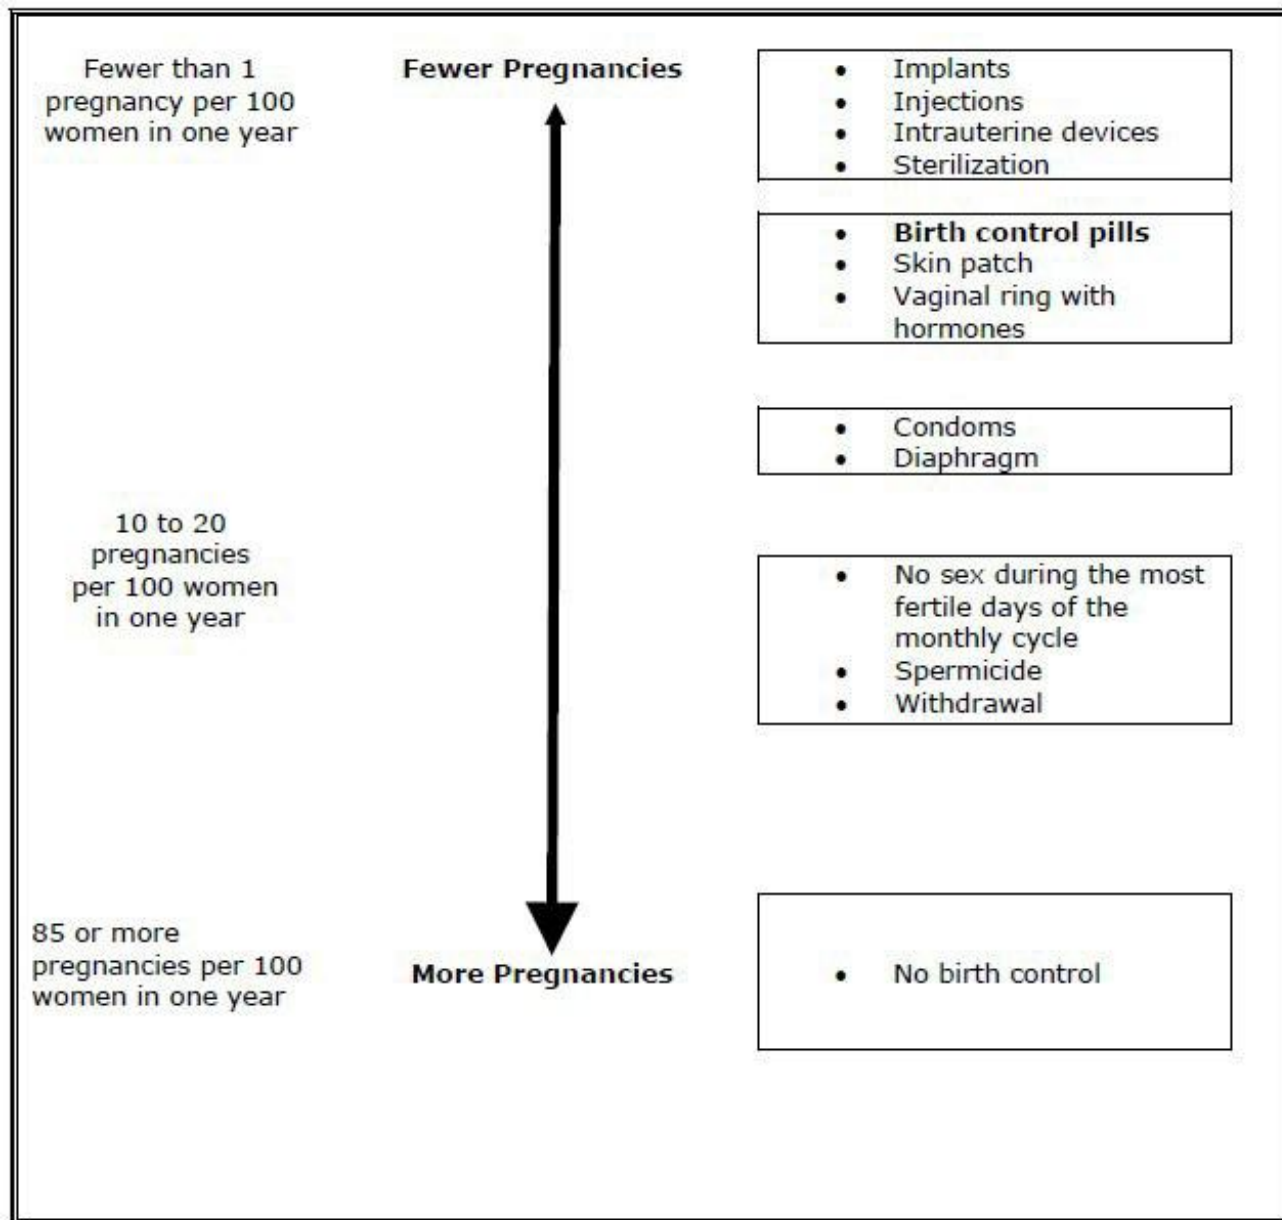 Fewer than 1
pregnancy per 100
women in one year
Fewer Pregnancies
• Implants
• Injections
• Intrauterine devices
• Sterilization
• Birth control pills
• Skin patch
• Vaginal ring with
hormones
• Condoms
• Diaphragm
10 to 20
pregnancies
per 100 women
in one year
• No sex during the most
fertile days of the
monthly cycle
• Spermicide
• Withdrawal
85 or more
pregnancies per 100
women in one year
More Pregnancies
• No birth control